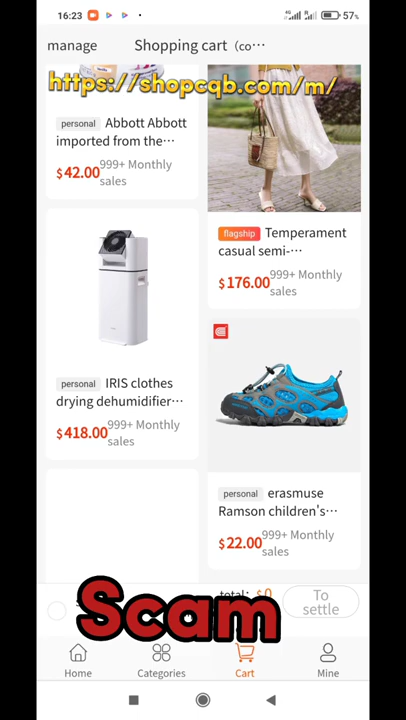 16:23
57%
manage
Shopping cart (co…
https://shopcqb.com/m/
personal Abbott Abbott
imported from the…
$42.00 999+ Monthly
sales
flagship Temperament
casual semi-…
$176.00 999+ Monthly
sales
personal IRIS clothes
drying dehumidifier…
$418.00 999+ Monthly
sales
personal erasmuse
Ramson children's…
$22.00 999+ Monthly
sales
total: $0
To
settle
Scam
Home
Categories
Cart
Mine